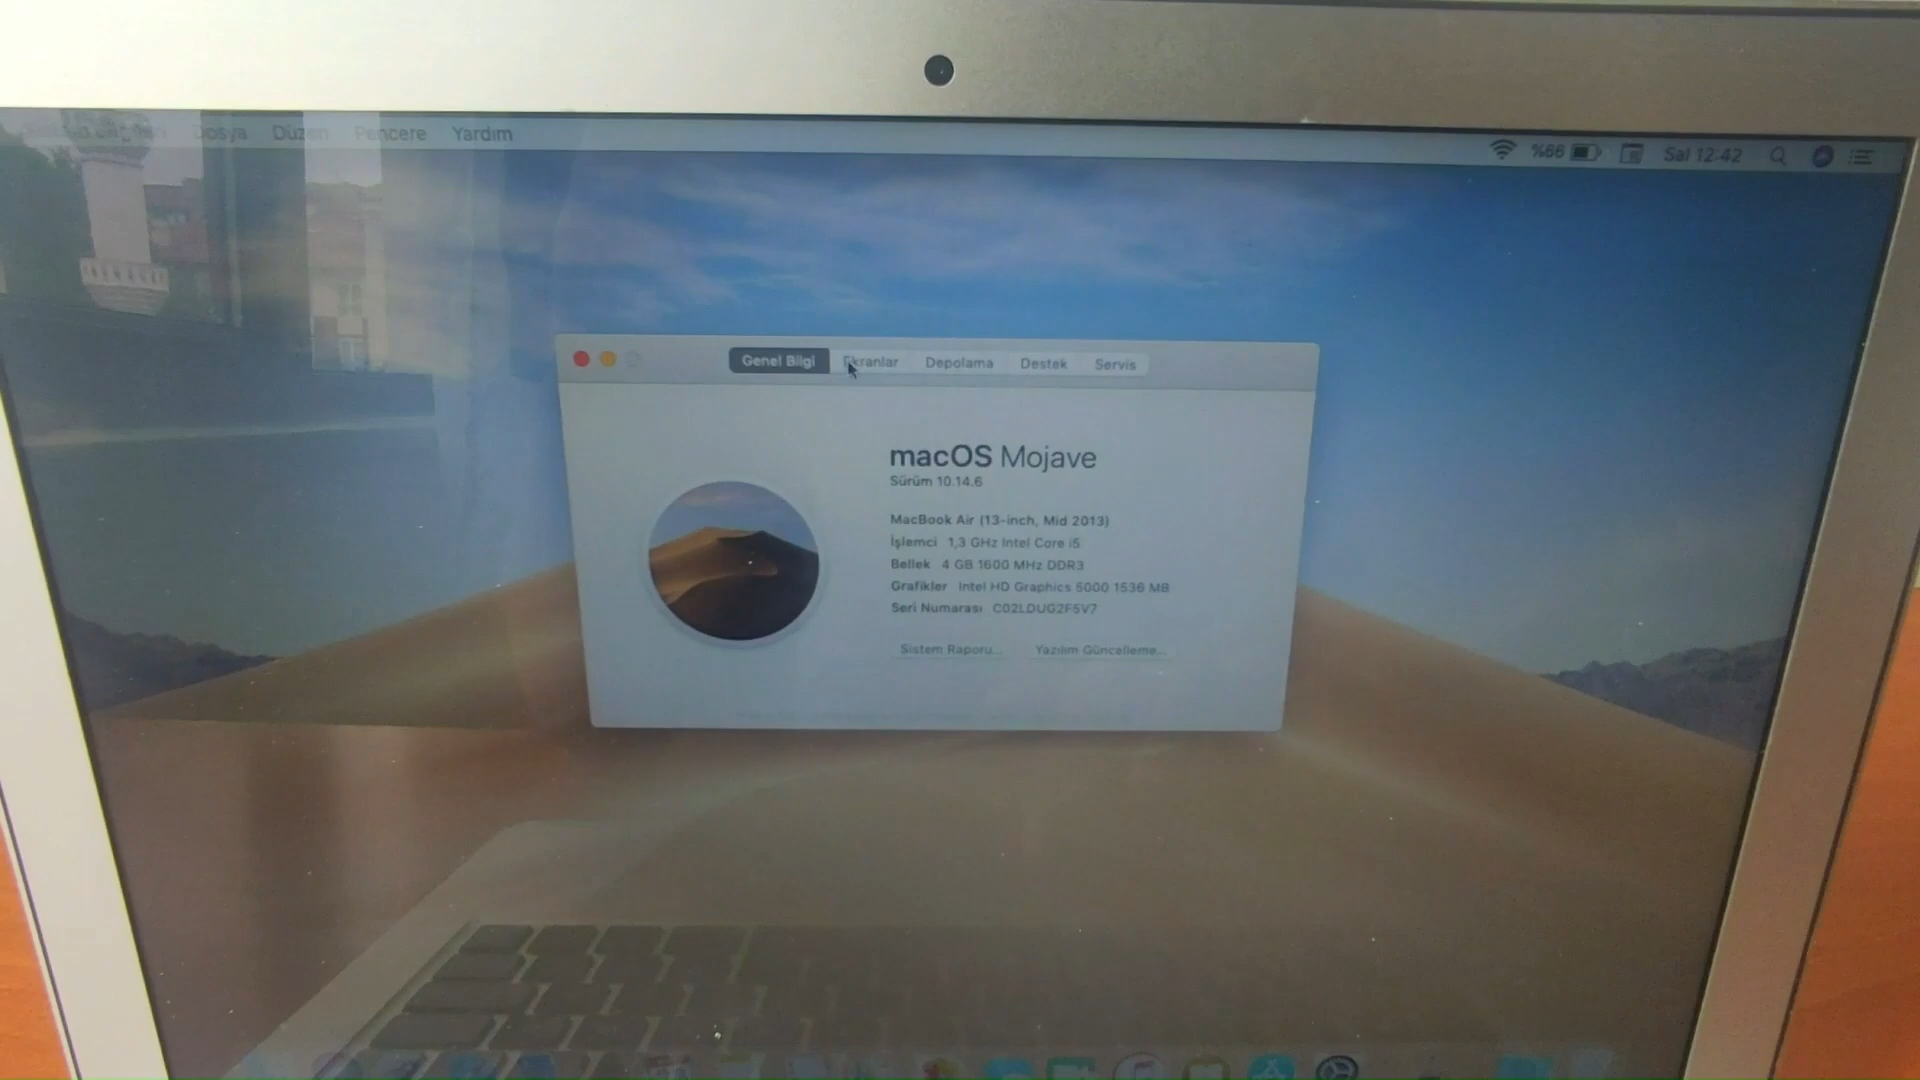 Dosya Düzen Pencere Yardım
%66 Sal 12:42
Genel Bilgi Ekranlar Depolama Destek Servis
macOS Mojave
Sürüm 10.14.6
MacBook Air (13-inch, Mid 2013)
İşlemci 1,3 GHz Intel Core i5
Bellek 4 GB 1600 MHz DDR3
Grafikler Intel HD Graphics 5000 1536 MB
Seri Numarası C02LDUG2F5V7
Sistem Raporu... Yazılım Güncelleme...